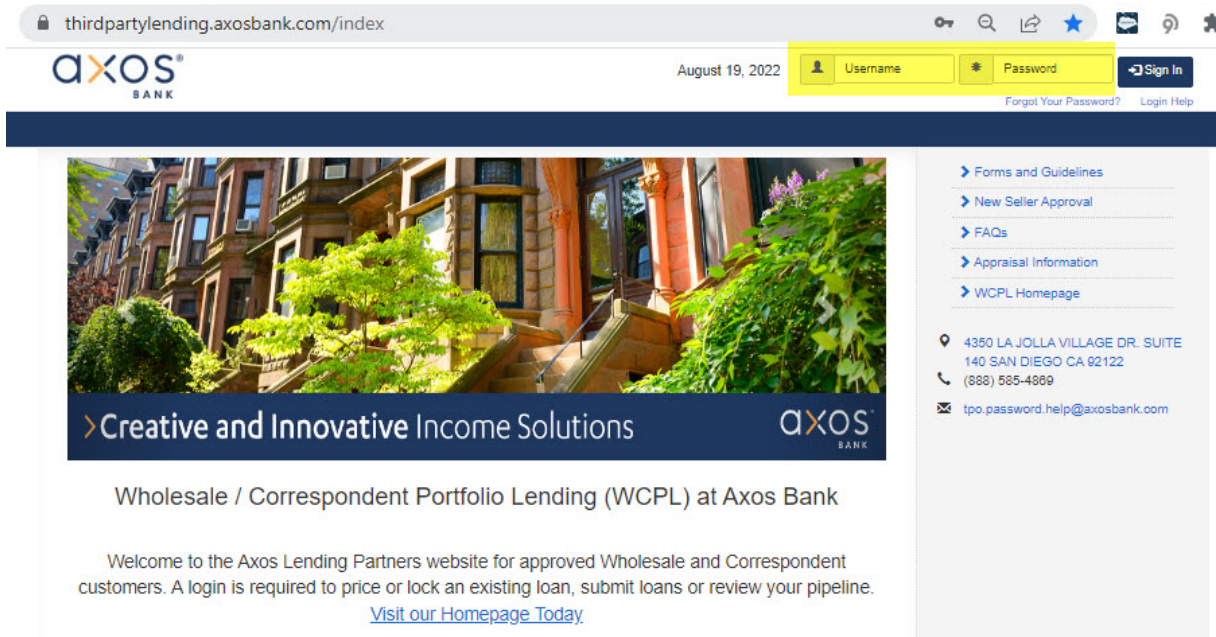 thirdpartylending.axosbank.com/index
axos®
BANK
August 19, 2022
Username
Password
Sign In
Forgot Your Password?
Login Help
>Creative and Innovative Income Solutions
axos
BANK
Wholesale / Correspondent Portfolio Lending (WCPL) at Axos Bank
Welcome to the Axos Lending Partners website for approved Wholesale and Correspondent
customers. A login is required to price or lock an existing loan, submit loans or review your pipeline.
Visit our Homepage Today
Forms and Guidelines
New Seller Approval
FAQs
Appraisal Information
WCPL Homepage
4350 LA JOLLA VILLAGE DR. SUITE
140 SAN DIEGO CA 92122
(888) 585-4869
tpo.password.help@axosbank.com